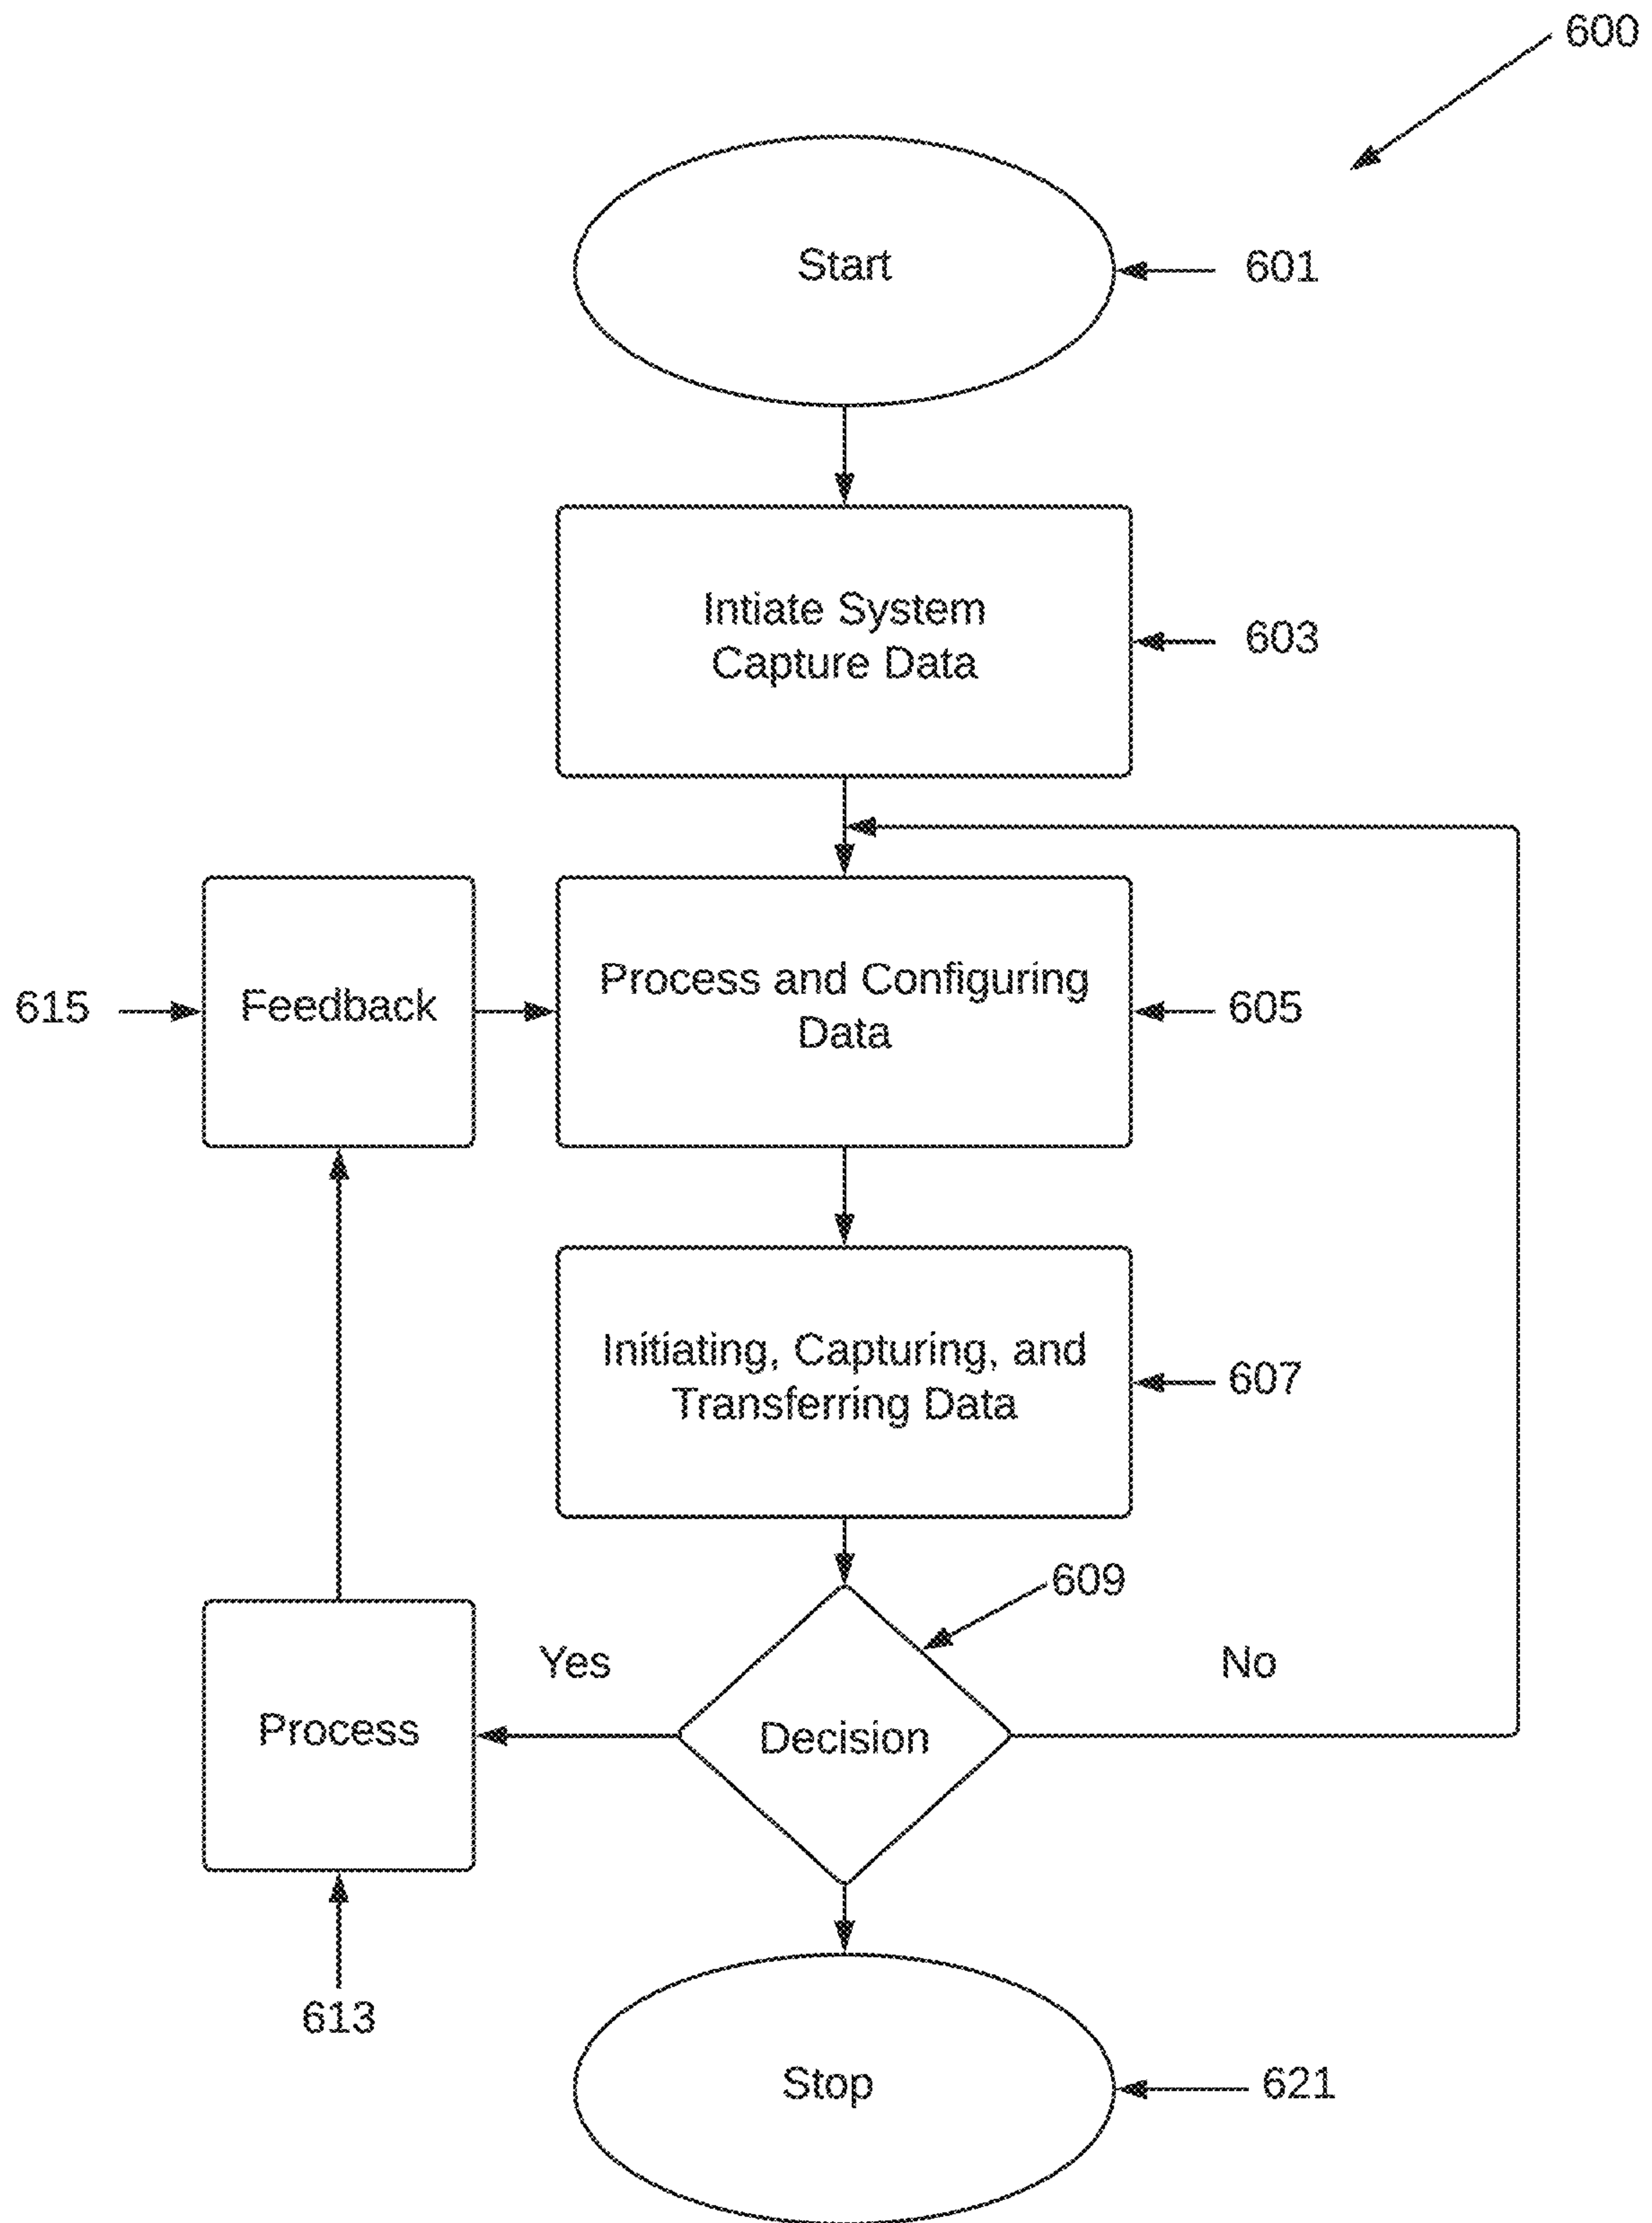 600
Start
601
Intiate System
Capture Data
603
615
Feedback
Process and Configuring
Data
605
Initiating, Capturing, and
Transferring Data
607
609
Yes
No
Process
Decision
613
Stop
621